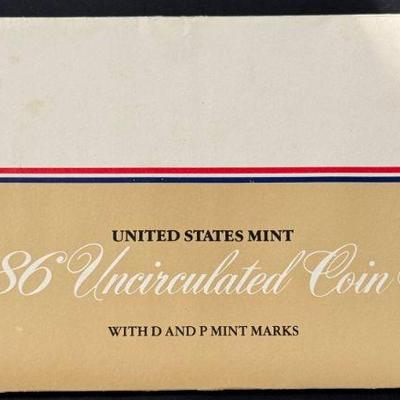 UNITED STATES MINT
86 Uncirculated Coin
WITH D AND P MINT MARKS